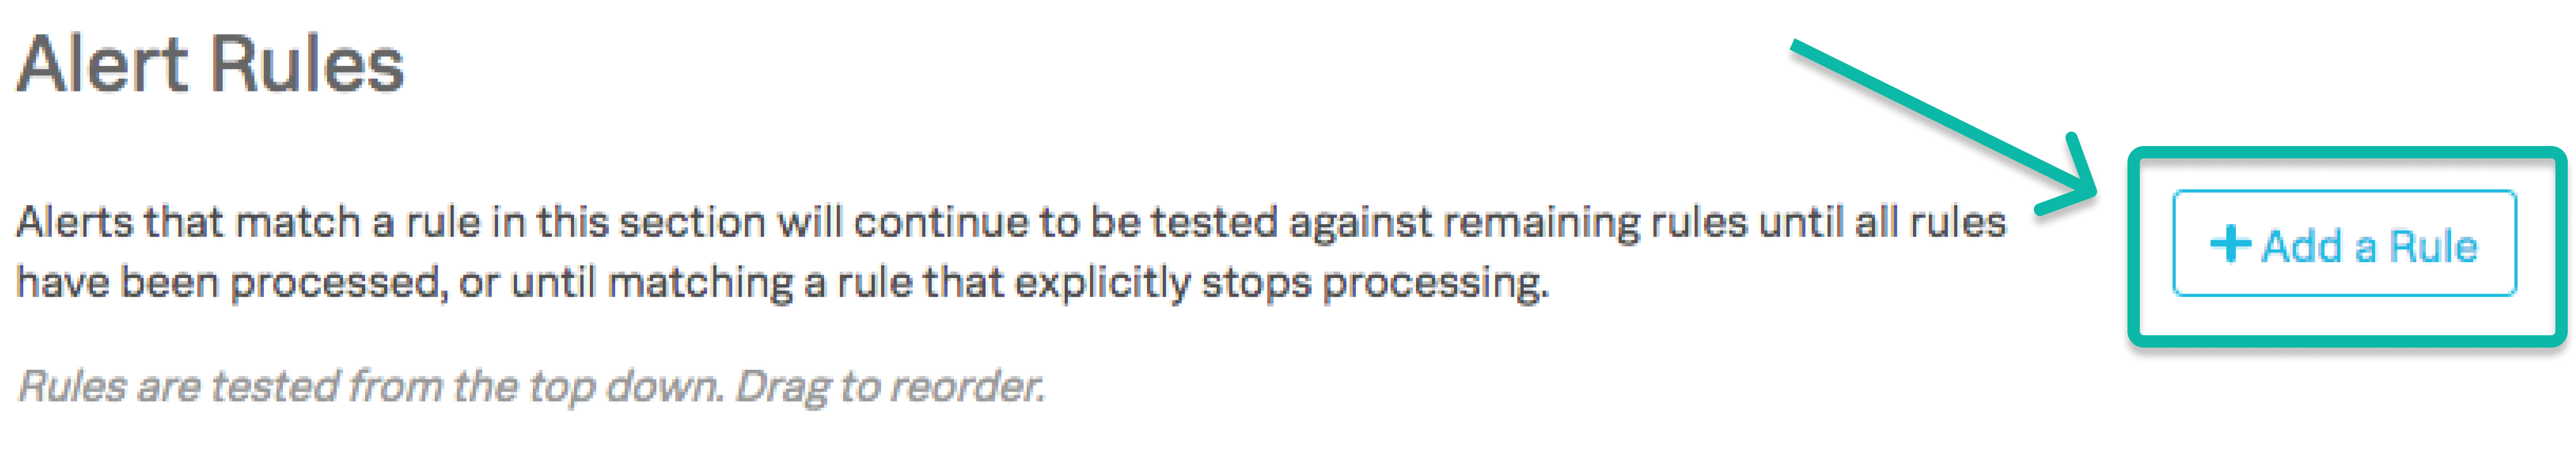 Alert Rules
Alerts that match a rule in this section will continue to be tested against remaining rules until all rules
have been processed, or until matching a rule that explicitly stops processing.
+ Add a Rule
Rules are tested from the top down. Drag to reorder.